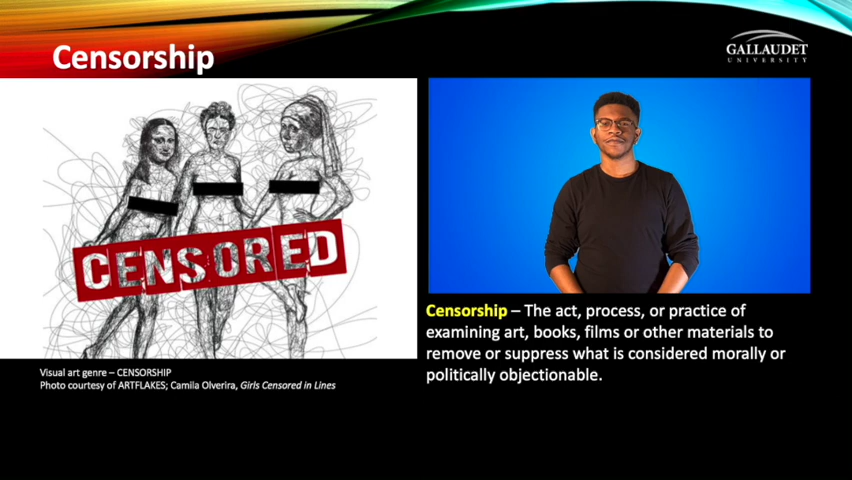 Censorship
GALLAUDET
UNIVERSITY
CENSORED
Censorship – The act, process, or practice of
examining art, books, films or other materials to
remove or suppress what is considered morally or
politically objectionable.
Visual art genre – CENSORSHIP
Photo courtesy of ARTFLAKES; Camila Olverira, Girls Censored in Lines